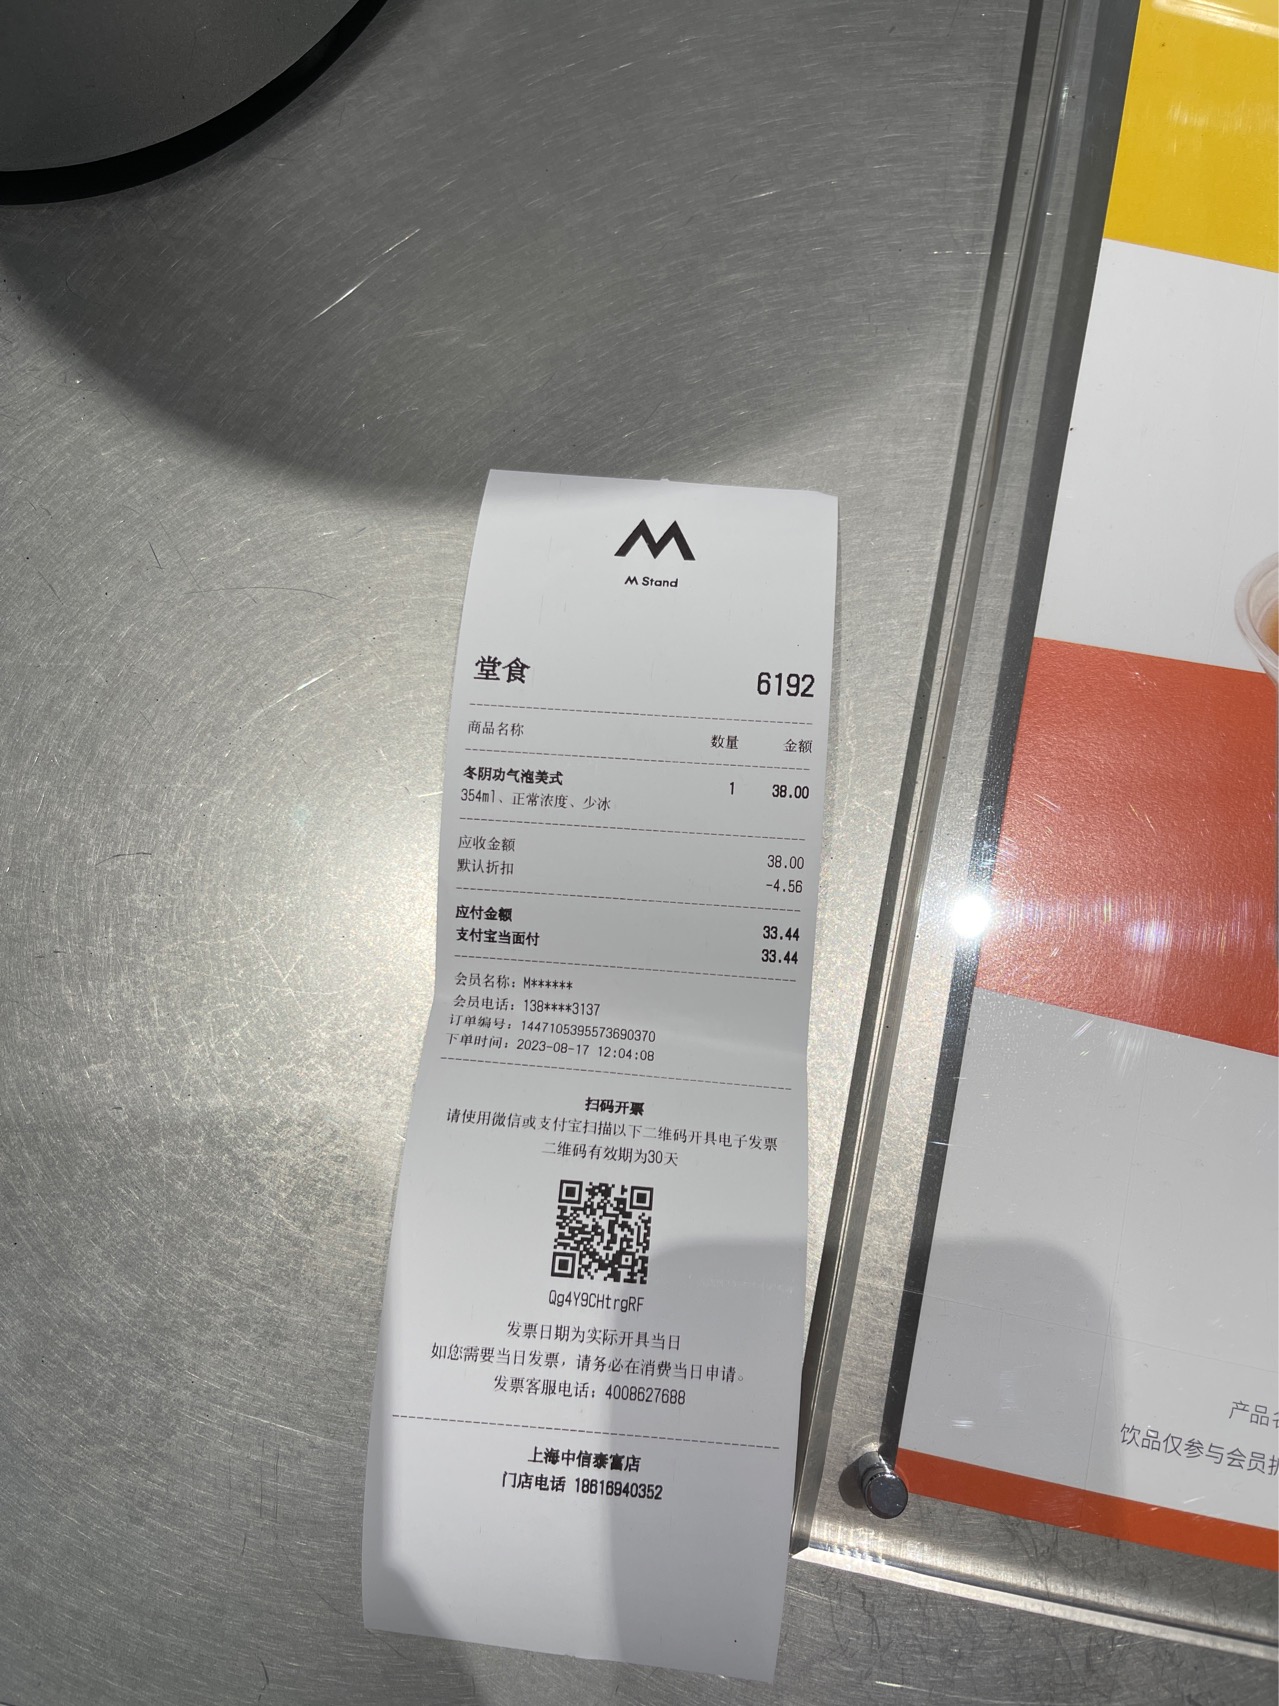 M Stand
堂食 6192
商品名称 数量 金额
冬阴功气泡美式 1 38.00
354ml、正常浓度、少冰
应收金额 38.00
默认折扣 -4.56
应付金额 33.44
支付宝当面付 33.44
会员名称：M******
会员电话：138****3137
订单编号：1447105395573690370
下单时间：2023-08-17 12:04:08
扫码开票
请使用微信或支付宝扫描以下二维码开具电子发票
二维码有效期为30天
Qg4Y9CHtrgRF
发票日期为实际开具当日
如您需要当日发票，请务必在消费当日申请。
发票客服电话：4008627688
上海中信泰富店
门店电话 18616940352
产品
饮品仅参与会员